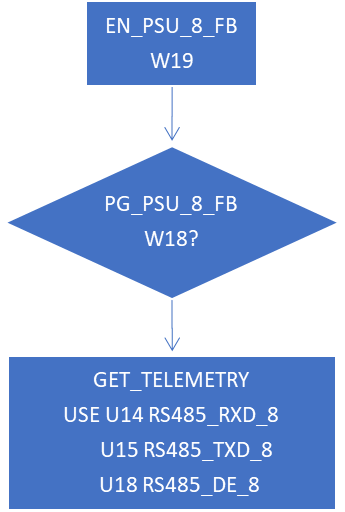 EN_PSU_8_FB
W19
PG_PSU_8_FB
W18?
GET_TELEMETRY
USE U14 RS485_RXD_8
U15 RS485_TXD_8
U18 RS485_DE_8